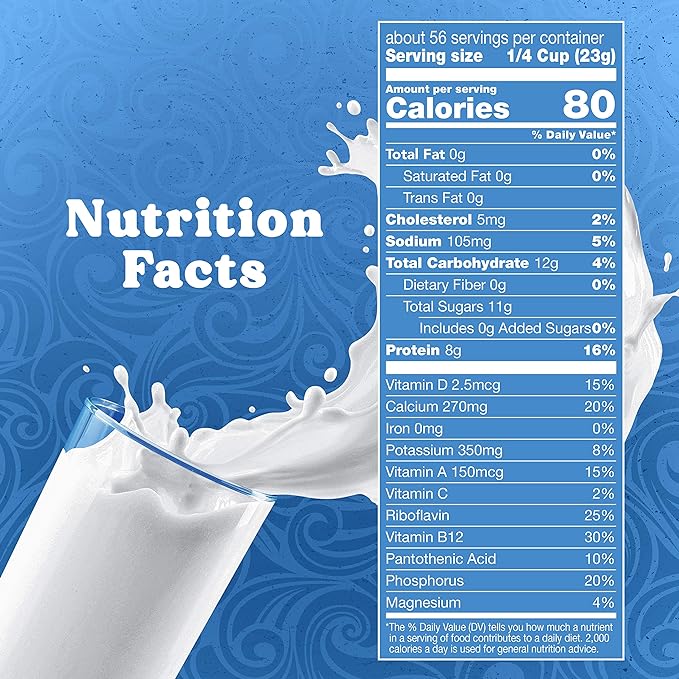 Nutrition
Facts
about 56 servings per container
Serving size 1/4 Cup (23g)
Amount per serving
Calories 80
% Daily Value*
Total Fat 0g 0%
Saturated Fat 0g 0%
Trans Fat 0g
Cholesterol 5mg 2%
Sodium 105mg 5%
Total Carbohydrate 12g 4%
Dietary Fiber 0g 0%
Total Sugars 11g
Includes 0g Added Sugars 0%
Protein 8g 16%
Vitamin D 2.5mcg 15%
Calcium 270mg 20%
Iron 0mg 0%
Potassium 350mg 8%
Vitamin A 150mcg 15%
Vitamin C 2%
Riboflavin 25%
Vitamin B12 30%
Pantothenic Acid 10%
Phosphorus 20%
Magnesium 4%
*The % Daily Value (DV) tells you how much a nutrient
in a serving of food contributes to a daily diet. 2,000
calories a day is used for general nutrition advice.